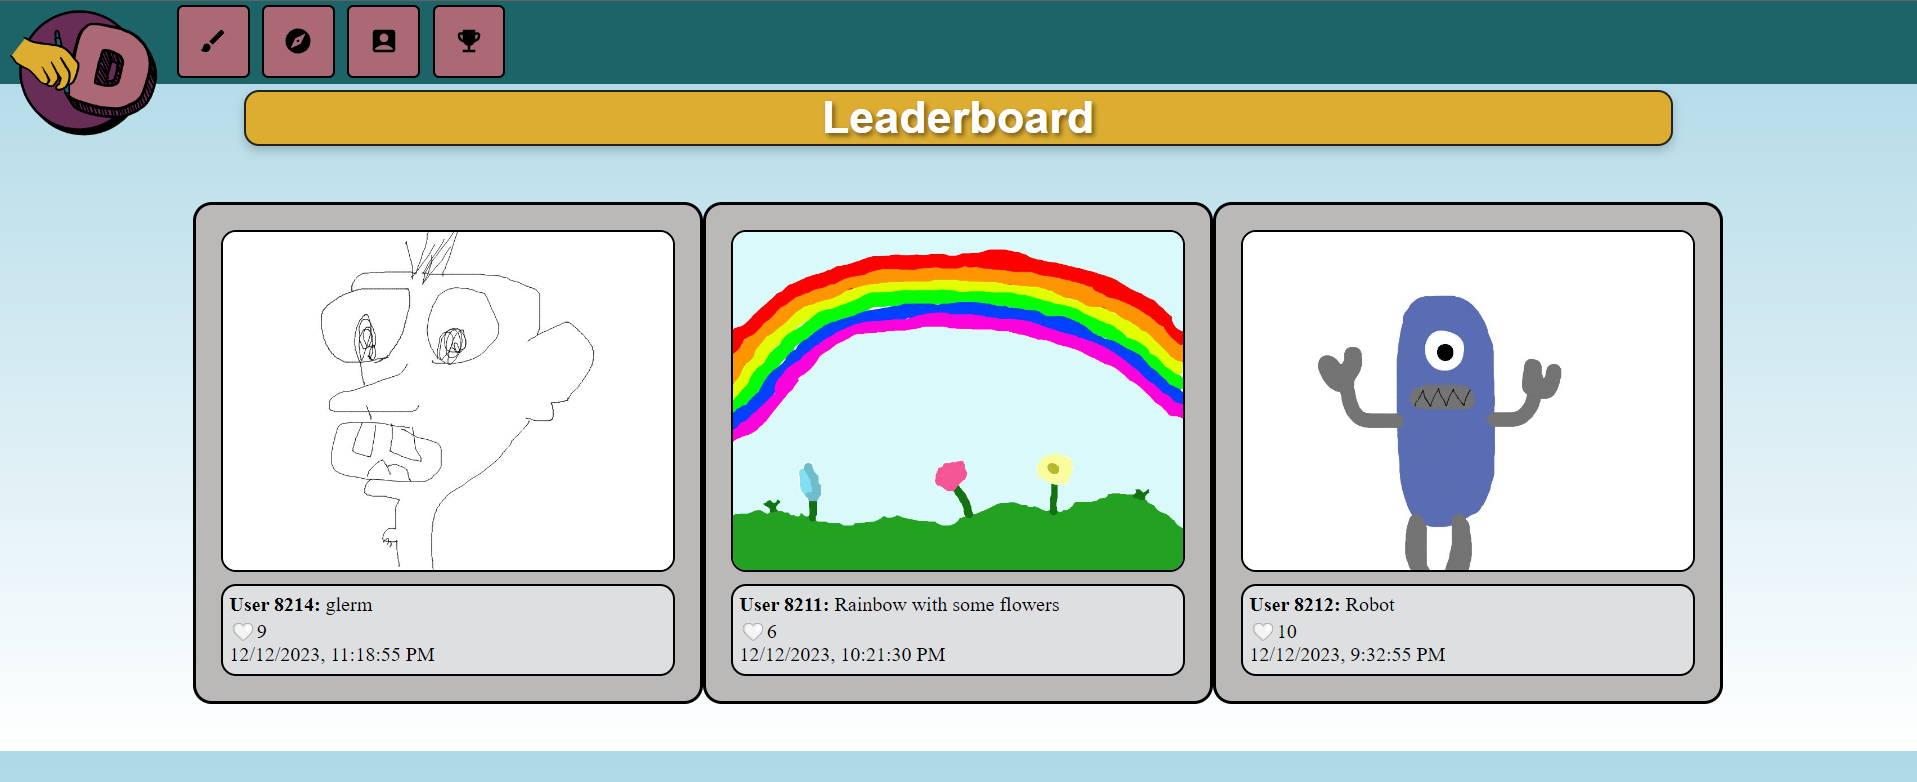 D
Leaderboard
User 8214: glerm
9
12/12/2023, 11:18:55 PM
User 8211: Rainbow with some flowers
6
12/12/2023, 10:21:30 PM
User 8212: Robot
10
12/12/2023, 9:32:55 PM